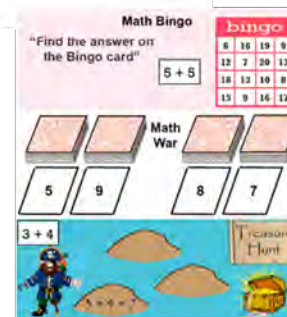 Math Bingo
"Find the answer on
the Bingo card"
5 + 5
bingo
6 16 19 9
12 7 20 13
18 13 10 8
15 9 16 12
Math
War
5 9 8 7
3 + 4
Treasure
Hunt